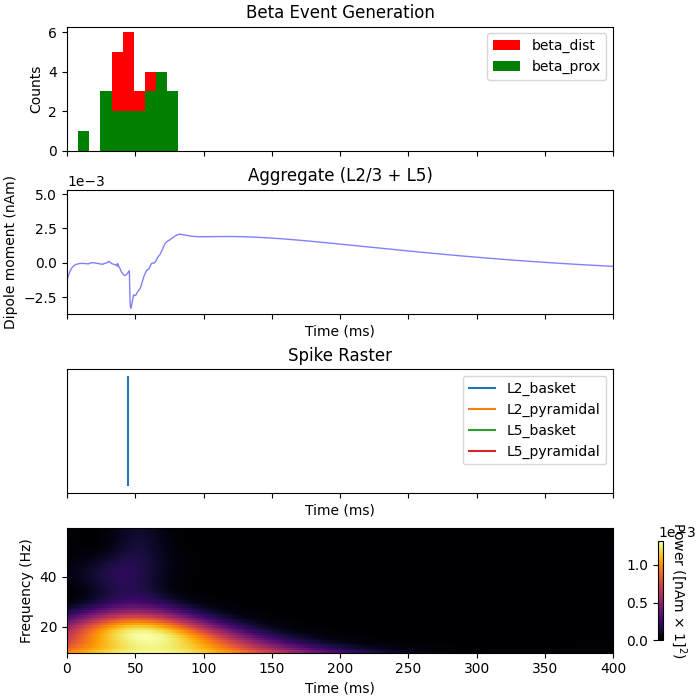 Beta Event Generation
6
4
2
0
Counts
beta_dist
beta_prox
Aggregate (L2/3 + L5)
1e−3
5.0
2.5
0.0
−2.5
Dipole moment (nAm)
Time (ms)
Spike Raster
L2_basket
L2_pyramidal
L5_basket
L5_pyramidal
Time (ms)
40
20
Frequency (Hz)
0 50 100 150 200 250 300 350 400
Time (ms)
1e−3
1.0
0.5
0.0
Power ([nAm × 1]²)